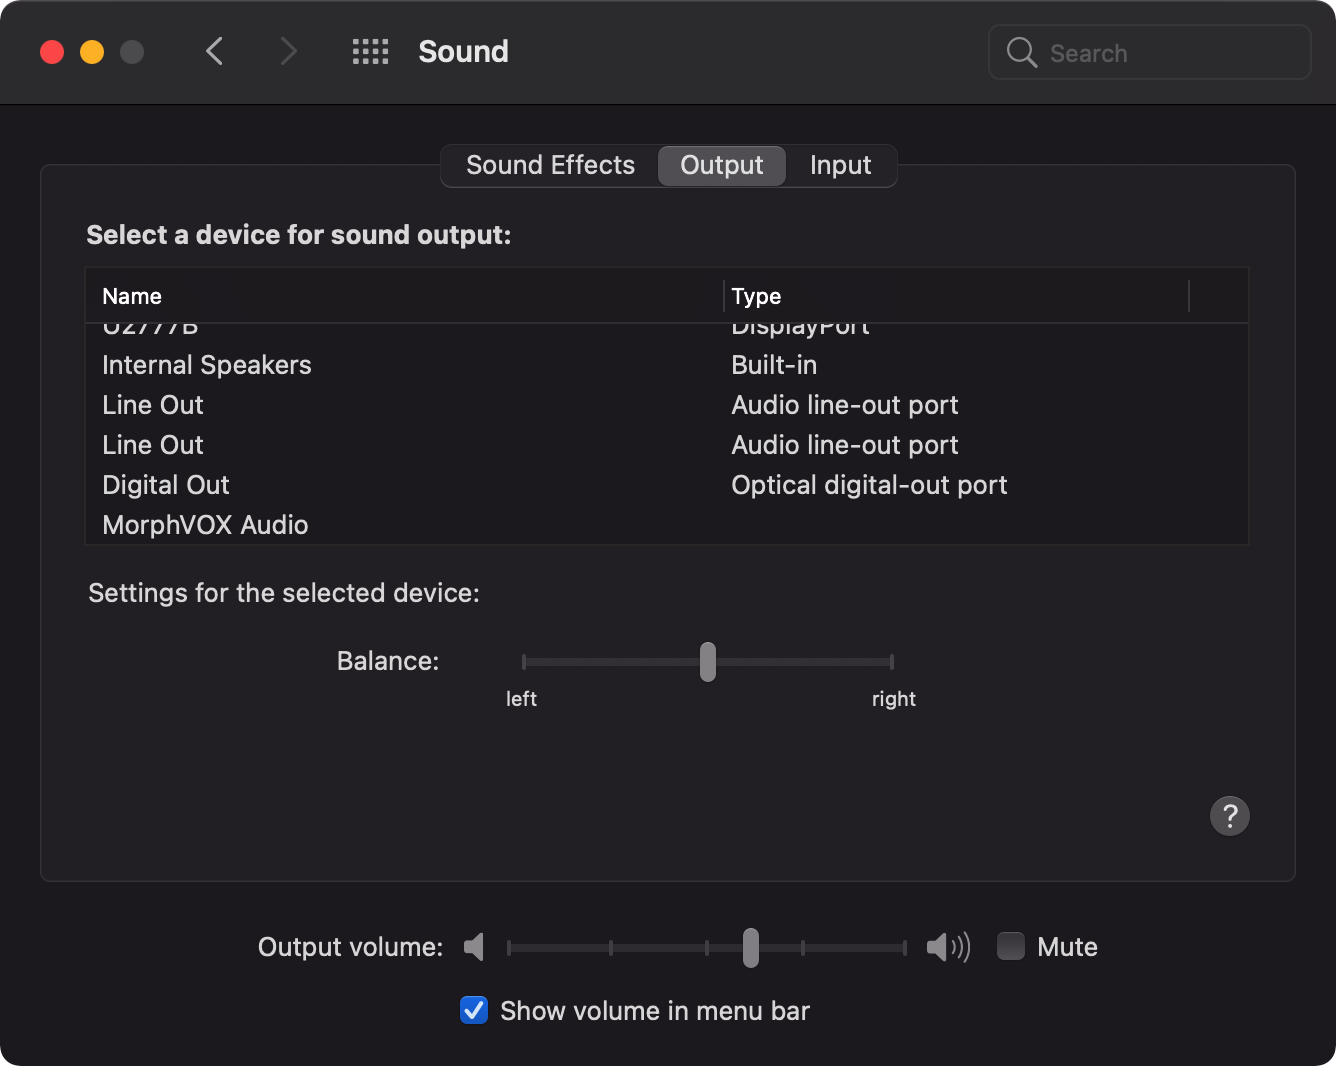 Sound
Search
Sound Effects Output Input
Select a device for sound output:
Name Type
U2777B DisplayPort
Internal Speakers Built-in
Line Out Audio line-out port
Line Out Audio line-out port
Digital Out Optical digital-out port
MorphVOX Audio
Settings for the selected device:
Balance:
left right
?
Output volume: Mute
Show volume in menu bar